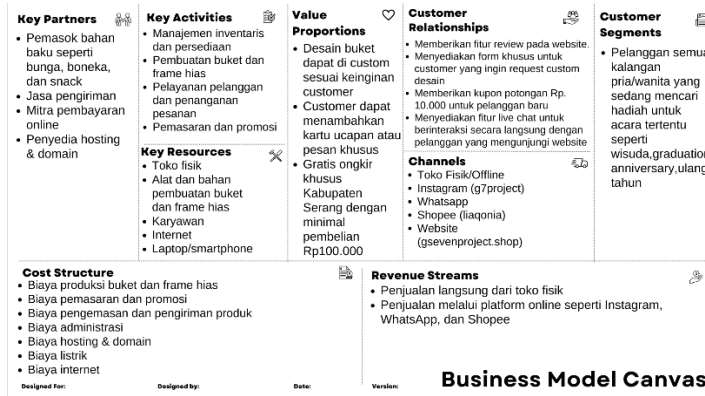 Key Partners
Pemasok bahan
baku seperti
bunga, boneka,
dan snack
Jasa pengiriman
Mitra pembayaran
online
Penyedia hosting
& domain
Key Activities
Manajemen inventaris
dan persediaan
Pembuatan buket dan
frame hias
Pelayanan pelanggan
dan penanganan
pesanan
Pemasaran dan promosi
Key Resources
Toko fisik
Alat dan bahan
pembuatan buket
dan frame hias
Karyawan
Internet
Laptop/smartphone
Value
Proportions
Desain buket
dapat di custom
sesuai keinginan
customer
Customer dapat
menambahkan
kartu ucapan atau
pesan khusus
Gratis ongkir
khusus
Kabupaten
Serang dengan
minimal
pembelian
Rp100.000
Customer
Relationships
Memberikan fitur review pada website.
Menyediakan form khusus untuk
customer yang ingin request custom
desain
Memberikan kupon potongan Rp.
10.000 untuk pelanggan baru
Menyediakan fitur live chat untuk
berinteraksi secara langsung dengan
pelanggan yang mengunjungi website
Channels
Toko Fisik/Offline
Instagram (g7project)
Whatsapp
Shopee (liaqonia)
Website
(gsevenproject.shop)
Customer
Segments
Pelanggan semua
kalangan
pria/wanita yang
sedang mencari
hadiah untuk
acara tertentu
seperti
wisuda,graduation
anniversary,ulang
tahun
Cost Structure
Biaya produksi buket dan frame hias
Biaya pemasaran dan promosi
Biaya pengemasan dan pengiriman produk
Biaya administrasi
Biaya hosting & domain
Biaya listrik
Biaya internet
Revenue Streams
Penjualan langsung dari toko fisik
Penjualan melalui platform online seperti Instagram,
WhatsApp, dan Shopee
Designed For:
Designed by:
Date:
Version:
Business Model Canvas